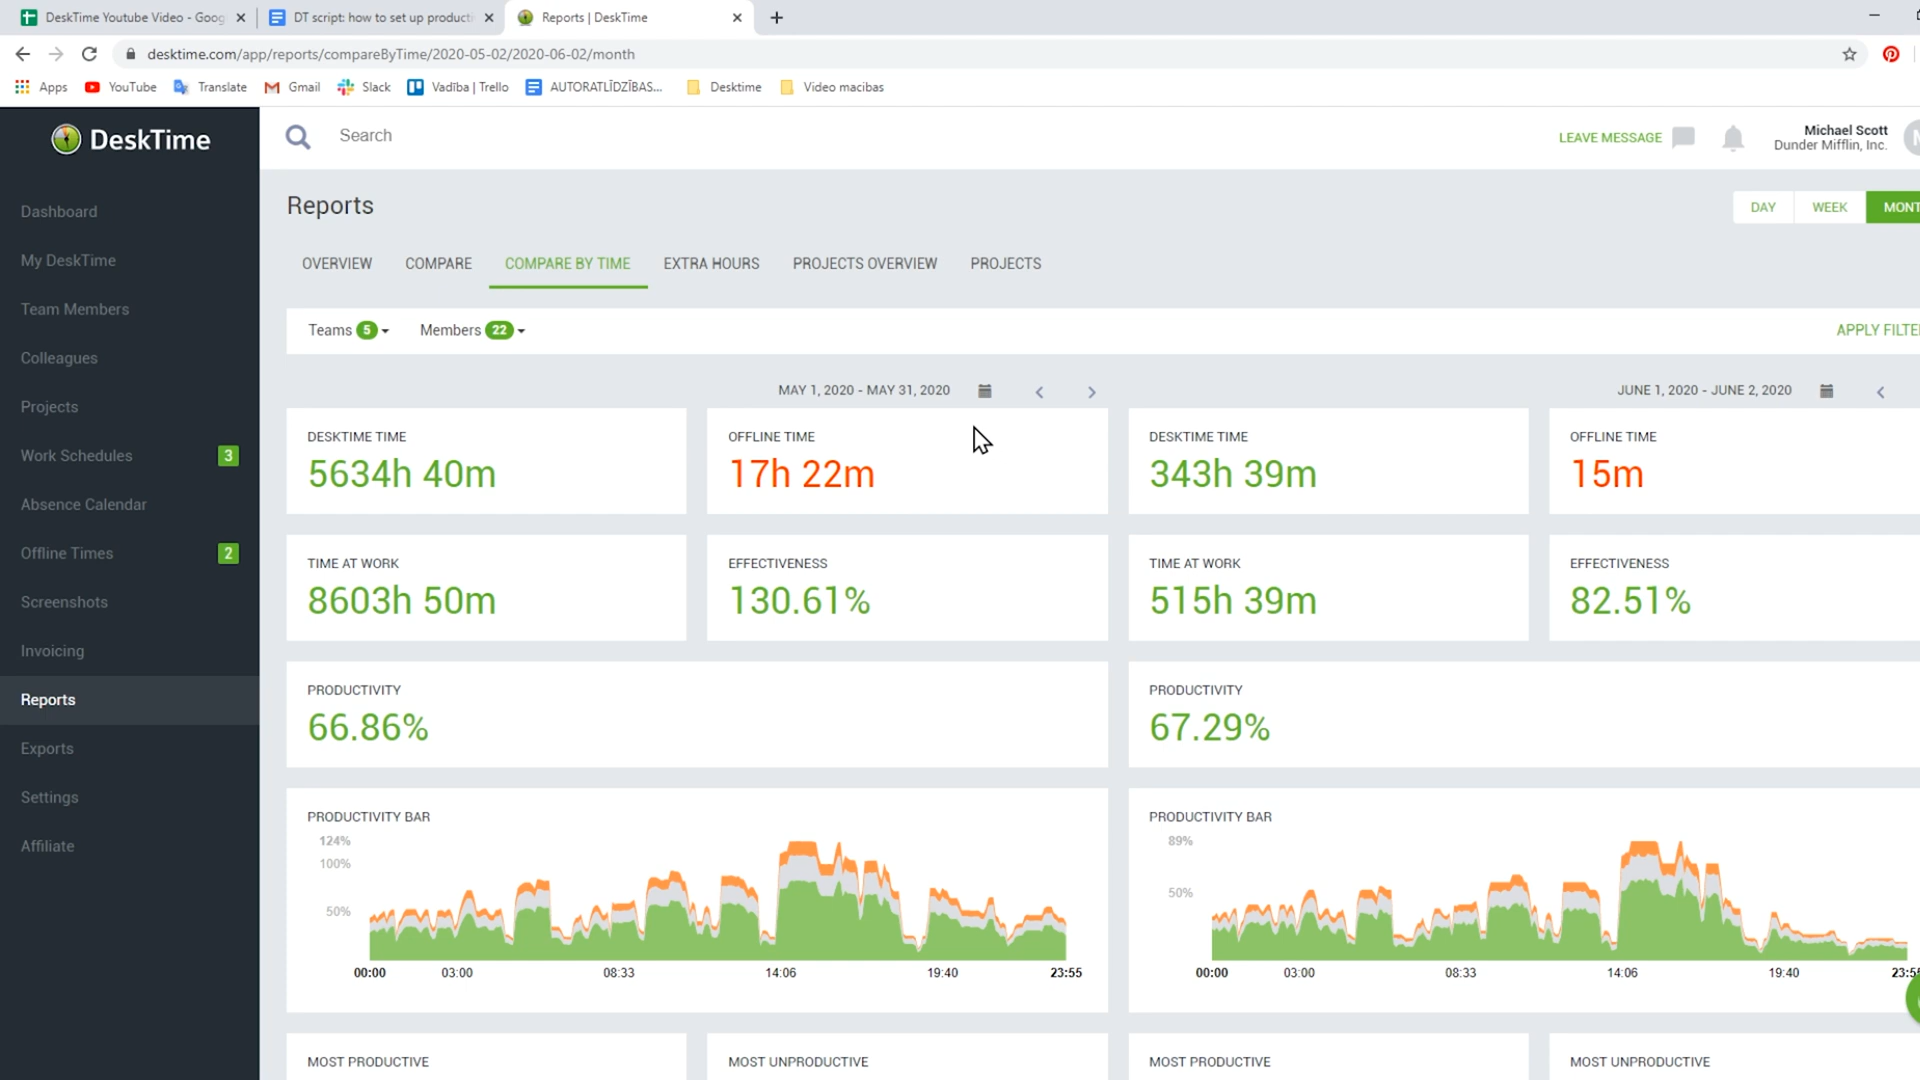 DeskTime Youtube Video - Goog
DT script: how to set up producti
Reports | DeskTime
desktime.com/app/reports/compareByTime/2020-05-02/2020-06-02/month
Apps YouTube Translate Gmail Slack Vadība | Trello AUTORATLĪDZĪBAS... Desktime Video macibas
DeskTime
Search
LEAVE MESSAGE
Michael Scott
Dunder Mifflin, Inc.
Dashboard
My DeskTime
Team Members
Colleagues
Projects
Work Schedules 3
Absence Calendar
Offline Times 2
Screenshots
Invoicing
Reports
Exports
Settings
Affiliate
Reports
DAY WEEK MONT
OVERVIEW COMPARE COMPARE BY TIME EXTRA HOURS PROJECTS OVERVIEW PROJECTS
Teams 5 Members 22 APPLY FILTE
MAY 1, 2020 - MAY 31, 2020
DESKTIME TIME
5634h 40m
OFFLINE TIME
17h 22m
TIME AT WORK
8603h 50m
EFFECTIVENESS
130.61%
PRODUCTIVITY
66.86%
PRODUCTIVITY BAR
124%
100%
50%
00:00 03:00 08:33 14:06 19:40 23:55
MOST PRODUCTIVE
MOST UNPRODUCTIVE
JUNE 1, 2020 - JUNE 2, 2020
DESKTIME TIME
343h 39m
OFFLINE TIME
15m
TIME AT WORK
515h 39m
EFFECTIVENESS
82.51%
PRODUCTIVITY
67.29%
PRODUCTIVITY BAR
89%
50%
00:00 03:00 08:33 14:06 19:40 23:55
MOST PRODUCTIVE
MOST UNPRODUCTIVE